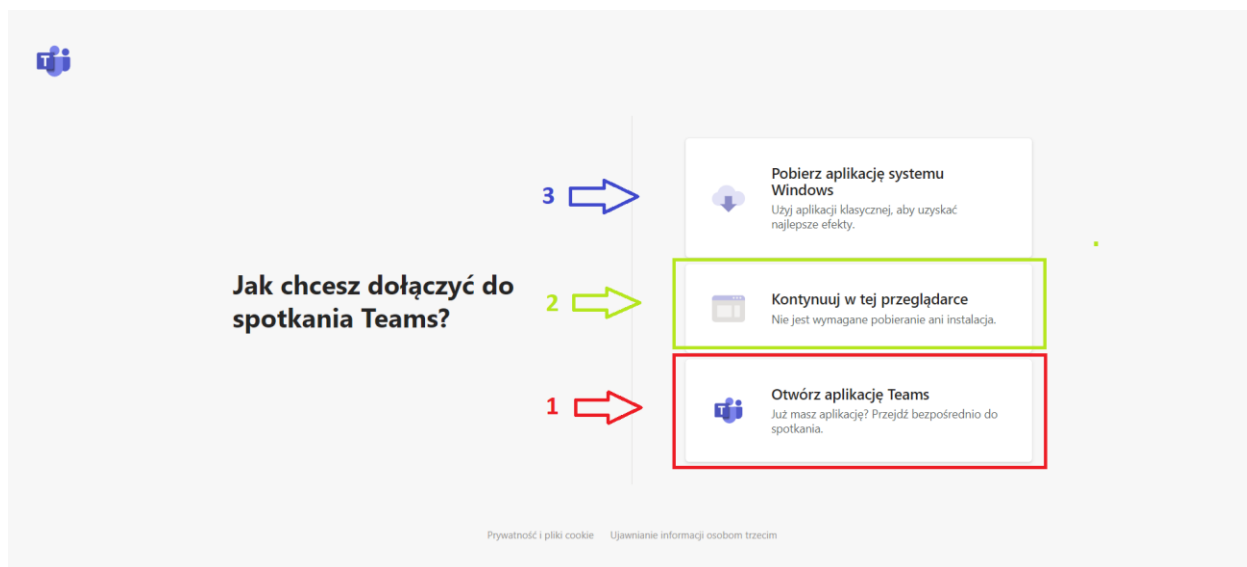 T
Jak chcesz dołączyć do
spotkania Teams?
3
Pobierz aplikację systemu
Windows
Użyj aplikacji klasycznej, aby uzyskać
najlepsze efekty.
2
Kontynuuj w tej przeglądarce
Nie jest wymagane pobieranie ani instalacja.
1
T
Otwórz aplikację Teams
Już masz aplikację? Przejdź bezpośrednio do
spotkania.
Prywatność i pliki cookie
Ujawnianie informacji osobom trzecim